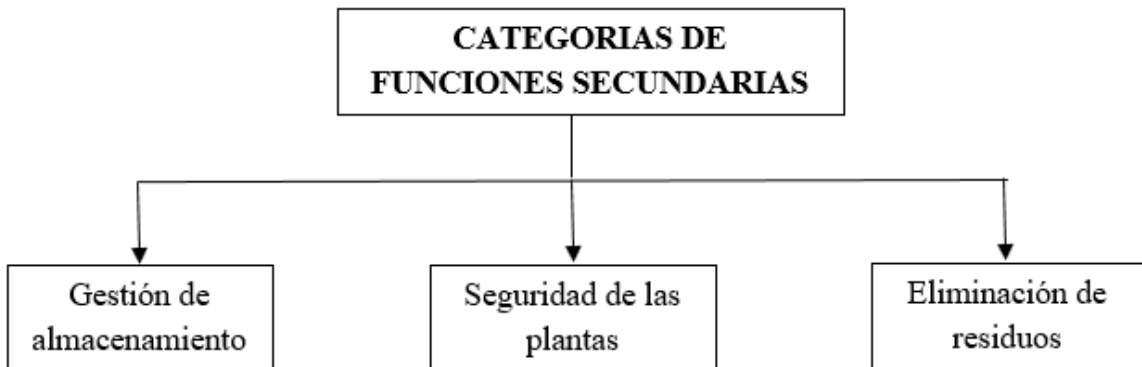 CATEGORIAS DE
FUNCIONES SECUNDARIAS
Gestión de
almacenamiento
Seguridad de las
plantas
Eliminación de
residuos